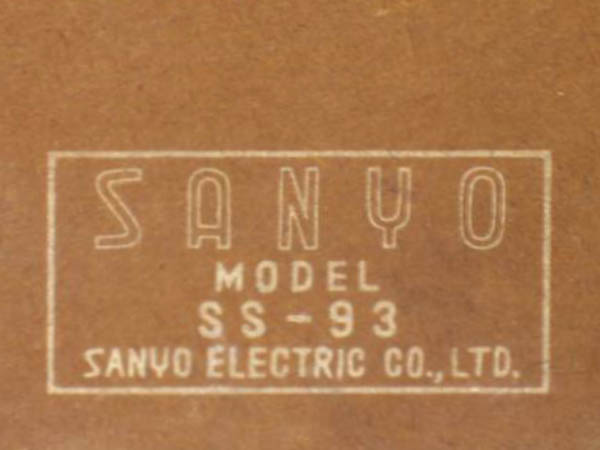 SANYO
MODEL
SS-93
SANYO ELECTRIC CO., LTD.